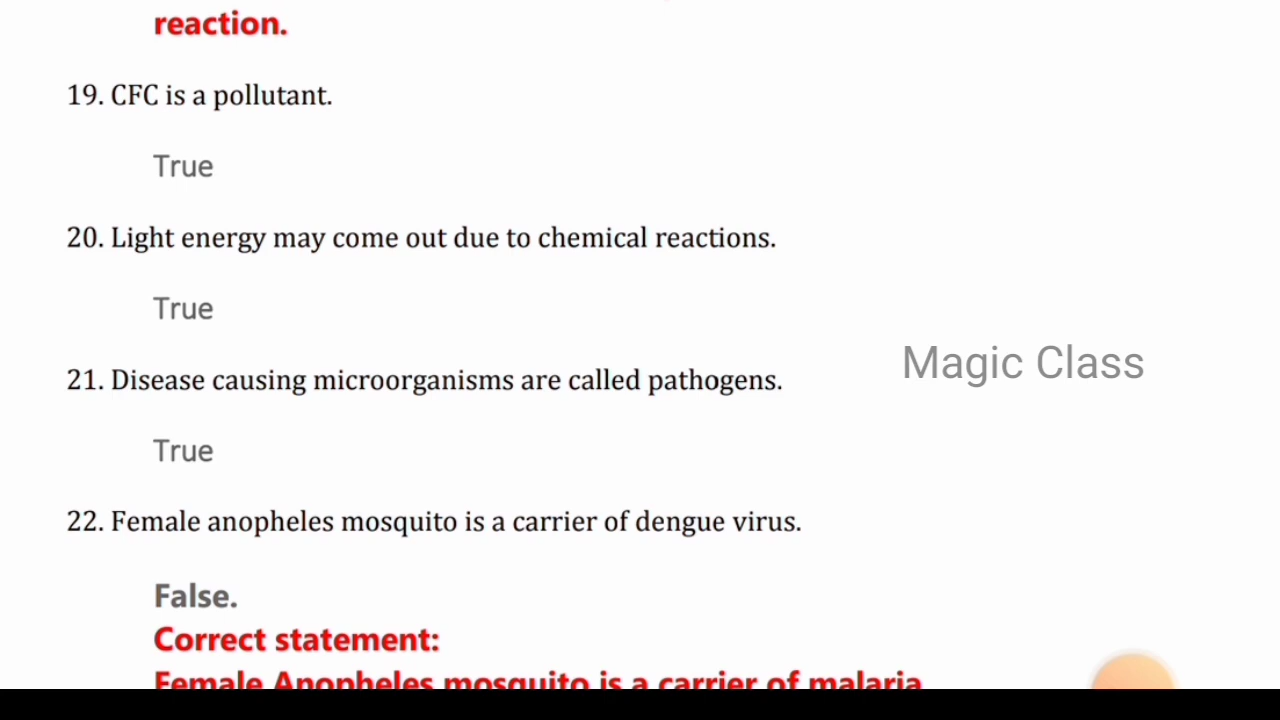 reaction.
19. CFC is a pollutant.
True
20. Light energy may come out due to chemical reactions.
True
Magic Class
21. Disease causing microorganisms are called pathogens.
True
22. Female anopheles mosquito is a carrier of dengue virus.
False.
Correct statement:
Female Anopheles mosquito is a carrier of malaria